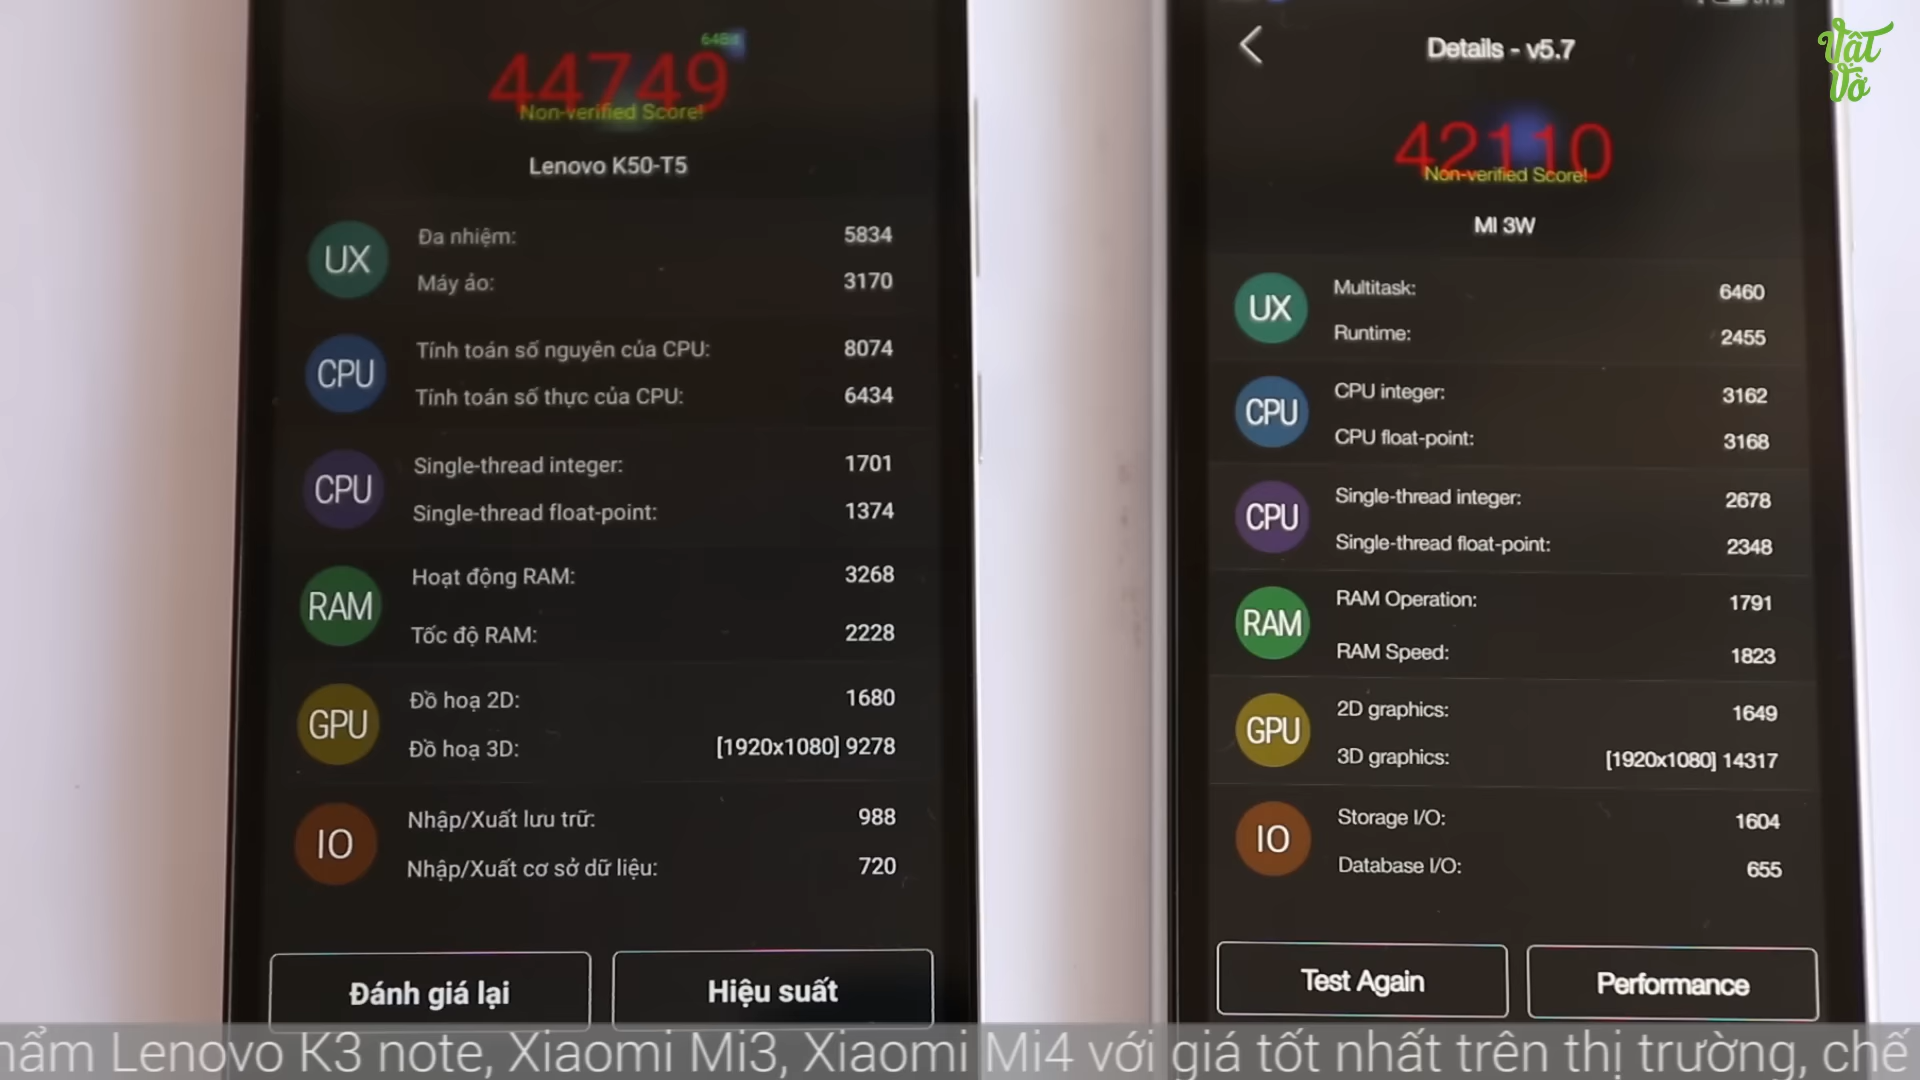 64Bit
44749
Non-verified Score!
Lenovo K50-T5
UX
Đa nhiệm: 5834
Máy ảo: 3170
CPU
Tính toán số nguyên của CPU: 8074
Tính toán số thực của CPU: 6434
CPU
Single-thread integer: 1701
Single-thread float-point: 1374
RAM
Hoạt động RAM: 3268
Tốc độ RAM: 2228
GPU
Đồ hoạ 2D: 1680
Đồ hoạ 3D: [1920x1080] 9278
IO
Nhập/Xuất lưu trữ: 988
Nhập/Xuất cơ sở dữ liệu: 720
Đánh giá lại
Hiệu suất
Details - v5.7
42110
Non-verified Score!
MI 3W
UX
Multitask: 6460
Runtime: 2455
CPU
CPU integer: 3162
CPU float-point: 3168
CPU
Single-thread integer: 2678
Single-thread float-point: 2348
RAM
RAM Operation: 1791
RAM Speed: 1823
GPU
2D graphics: 1649
3D graphics: [1920x1080] 14317
IO
Storage I/O: 1604
Database I/O: 655
Test Again
Performance
Vật
Vờ
hẩm Lenovo K3 note, Xiaomi Mi3, Xiaomi Mi4 với giá tốt nhất trên thị trường, chế